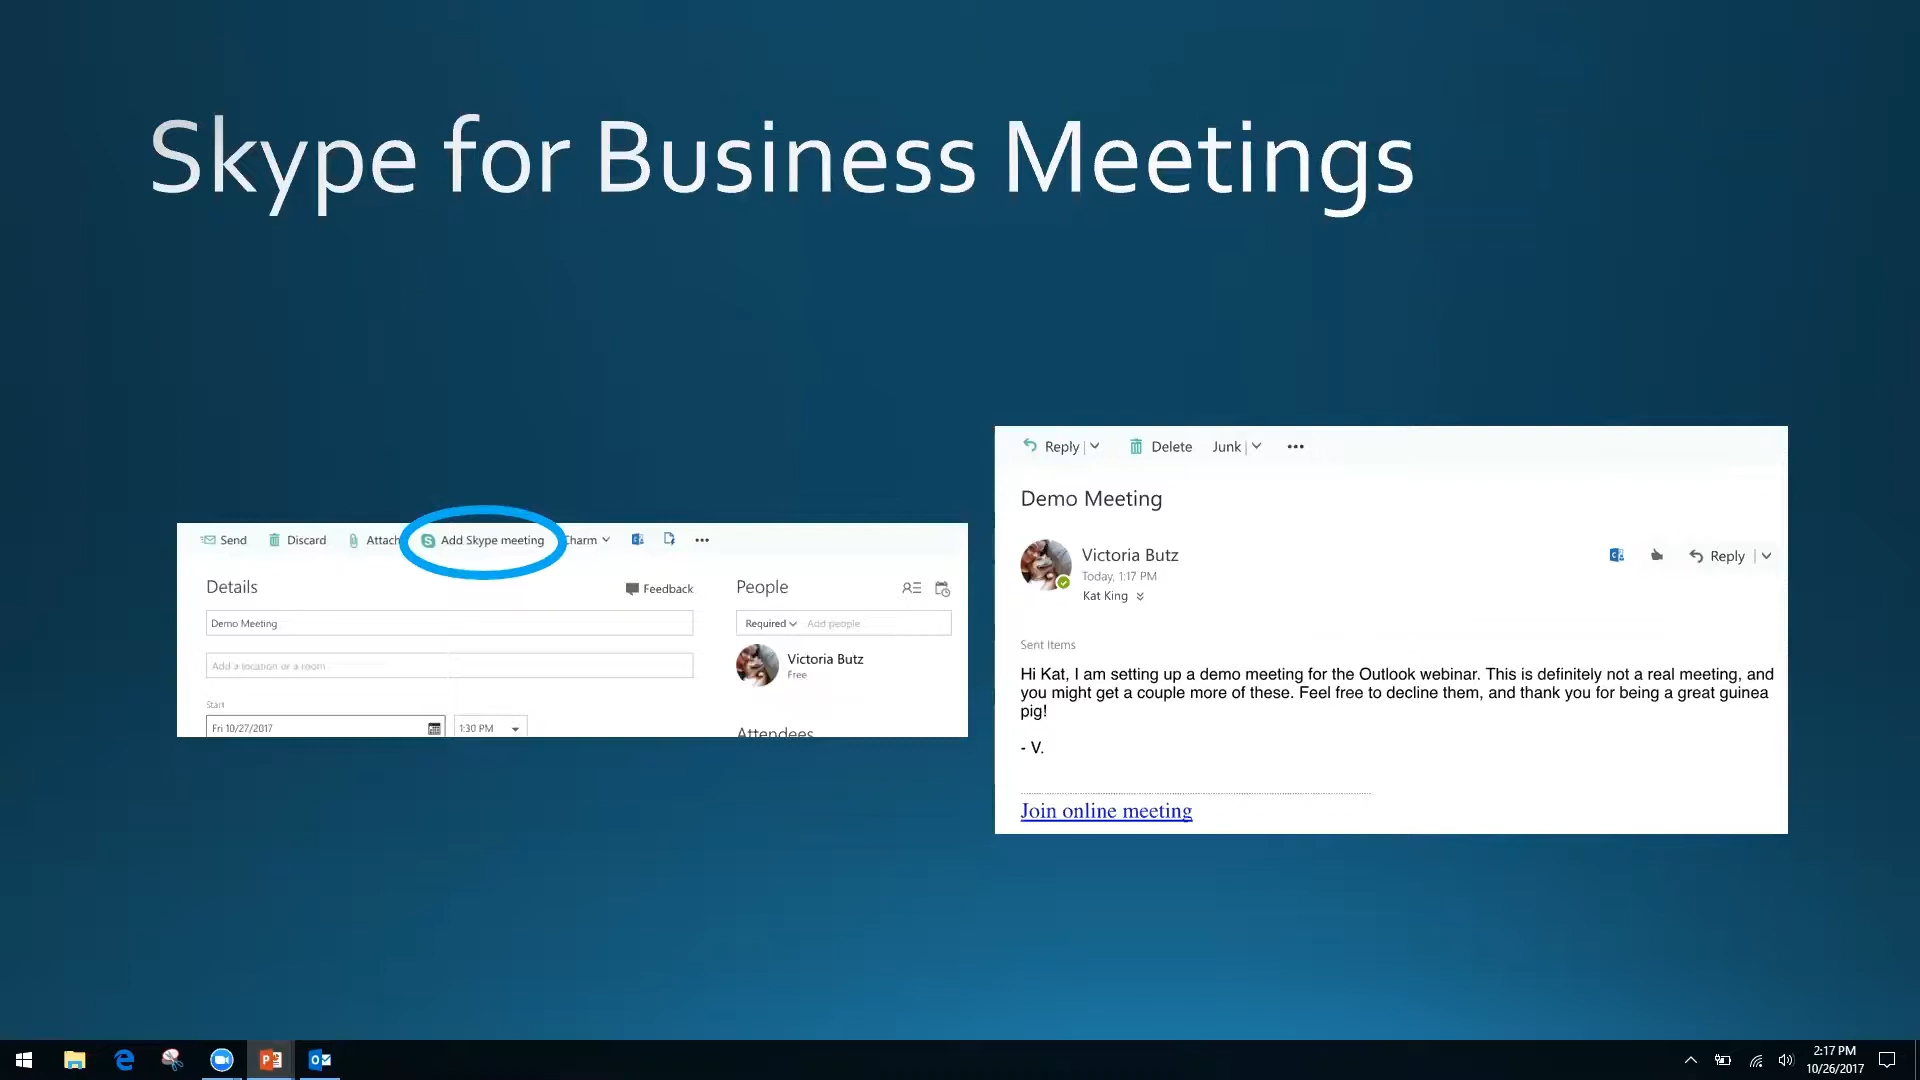 Skype for Business Meetings
Send Discard Attach Add Skype meeting Charm
Details Feedback
Demo Meeting
Add a location or a room
Start
Fri 10/27/2017 1:30 PM
People
Required Add people
Victoria Butz
Free
Attendees
Reply Delete Junk
Demo Meeting
Victoria Butz
Today, 1:17 PM
Kat King
Reply
Sent Items
Hi Kat, I am setting up a demo meeting for the Outlook webinar. This is definitely not a real meeting, and
you might get a couple more of these. Feel free to decline them, and thank you for being a great guinea
pig!
- V.
Join online meeting
2:17 PM
10/26/2017